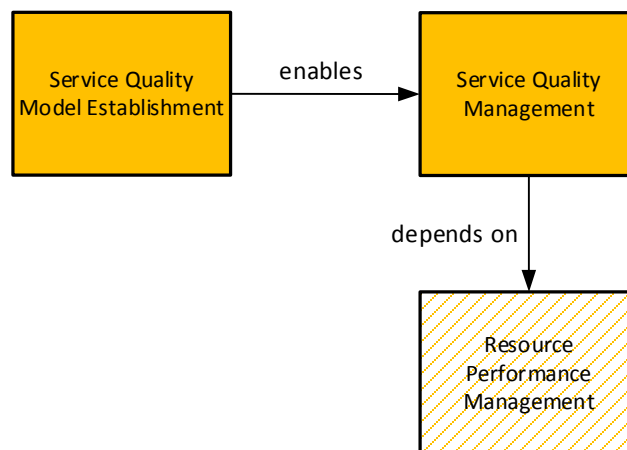 Service Quality
Model Establishment
enables
Service Quality
Management
depends on
Resource
Performance
Management